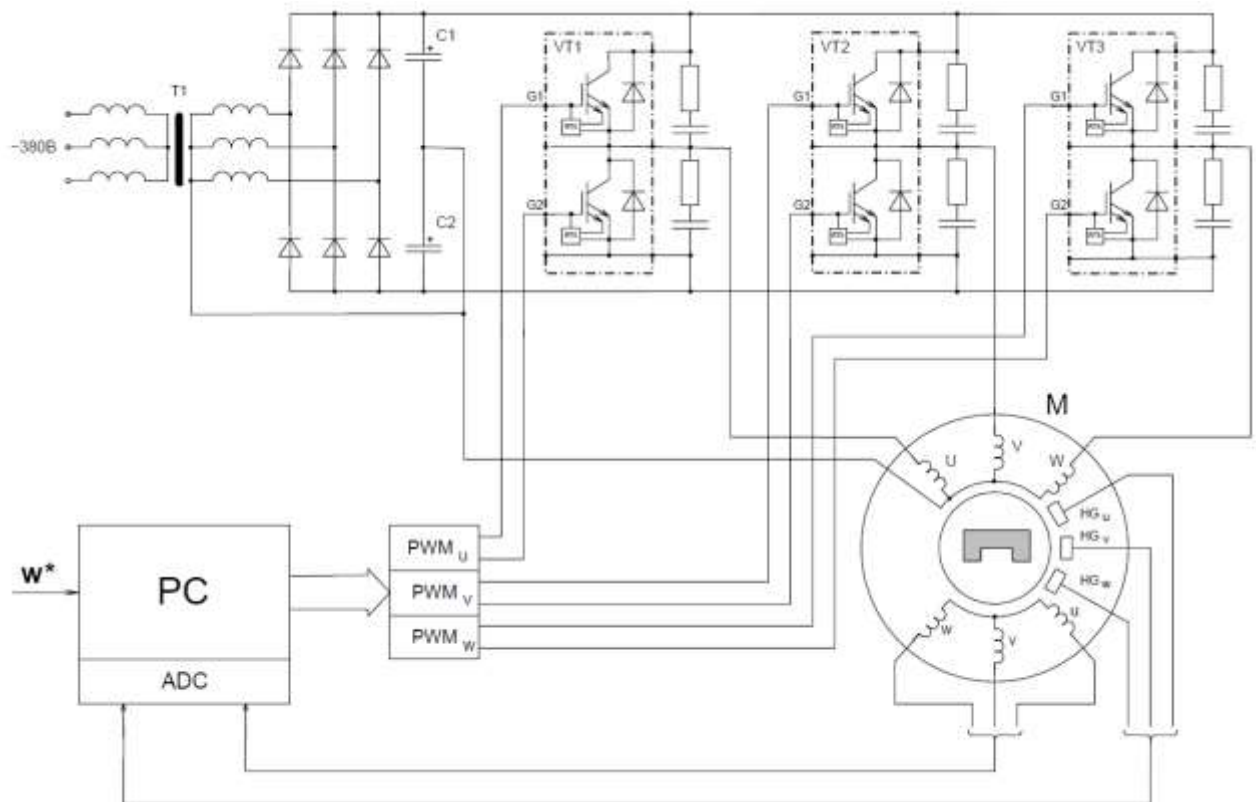 T1
~380В
C1
C2
VT1
G1
G2
VT2
G1
G2
VT3
G1
G2
M
U
V
W
HG u
HG v
HG w
w
v
u
w*
PC
ADC
PWM U
PWM V
PWM W